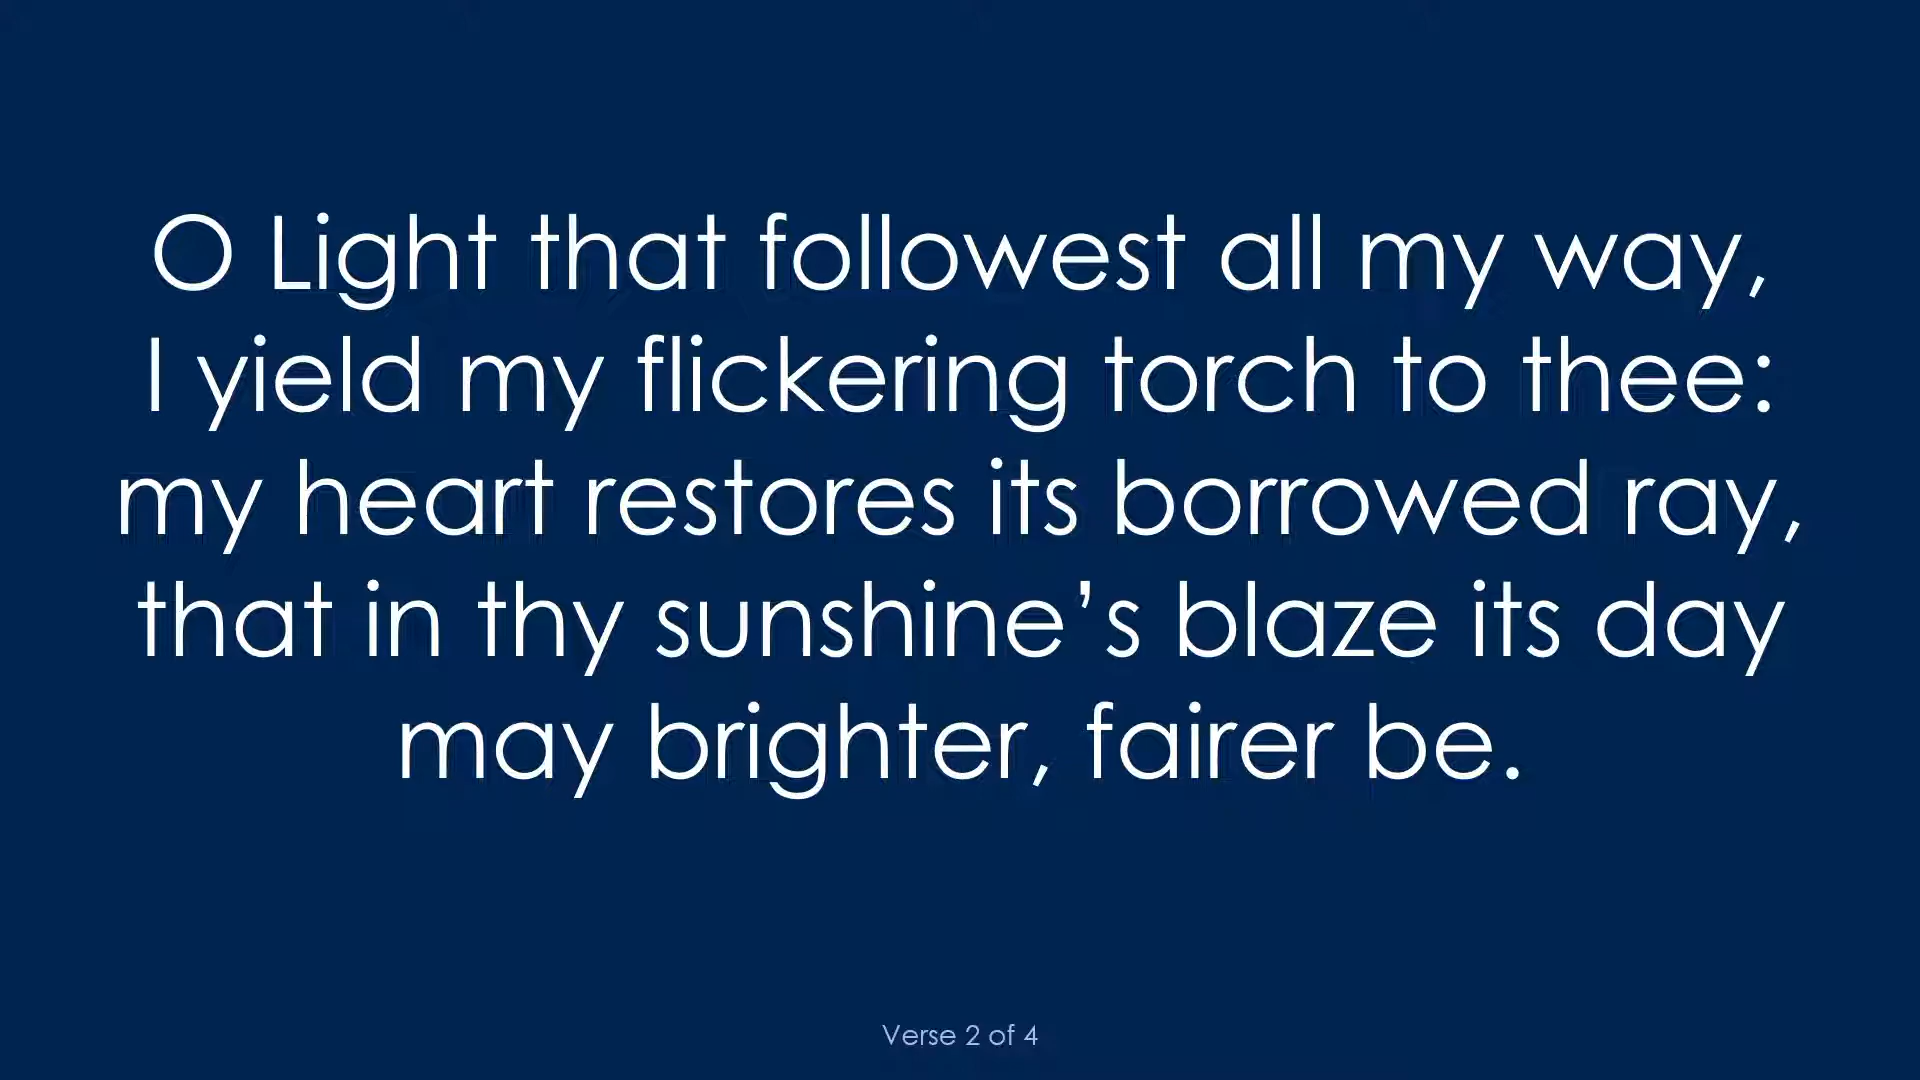 O Light that followest all my way,
I yield my flickering torch to thee:
my heart restores its borrowed ray,
that in thy sunshine’s blaze its day
may brighter, fairer be.
Verse 2 of 4